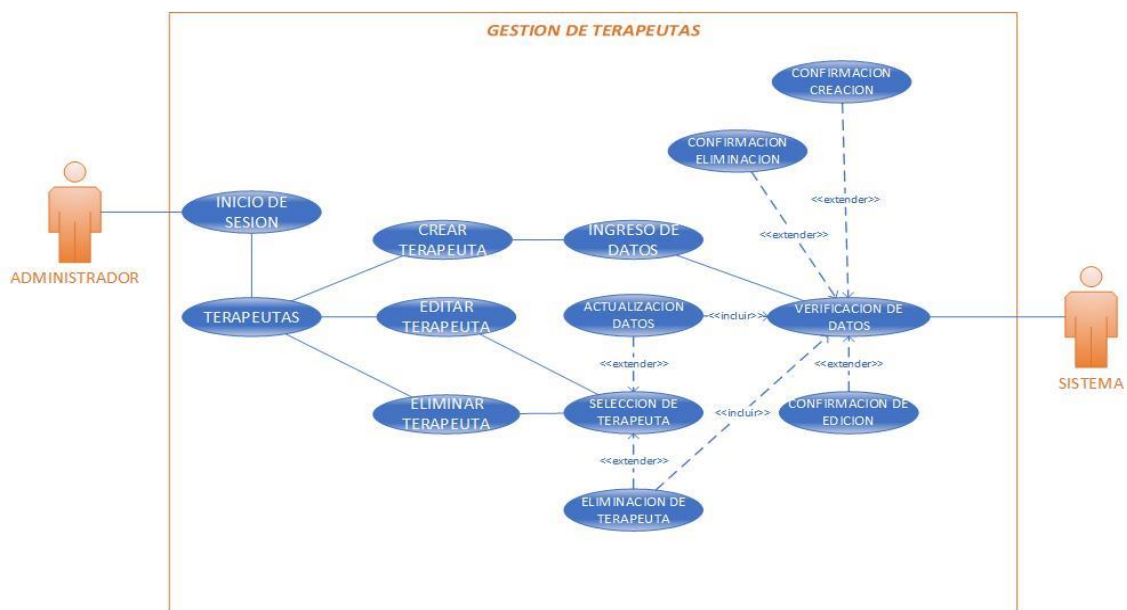 GESTION DE TERAPEUTAS
CONFIRMACION
CREACION
CONFIRMACION
ELIMINACION
INICIO DE
SESION
<<extender>>
CREAR
TERAPEUTA
INGRESO DE
DATOS
<<extender>>
ADMINISTRADOR
TERAPEUTAS
EDITAR
TERAPEUTA
ACTUALIZACION
DATOS
<<incluir>>
VERIFICACION DE
DATOS
<<extender>>
<<extender>>
SISTEMA
ELIMINAR
TERAPEUTA
SELECCION DE
TERAPEUTA
<<incluir>>
CONFIRMACION DE
EDICION
<<extender>>
ELIMINACION DE
TERAPEUTA